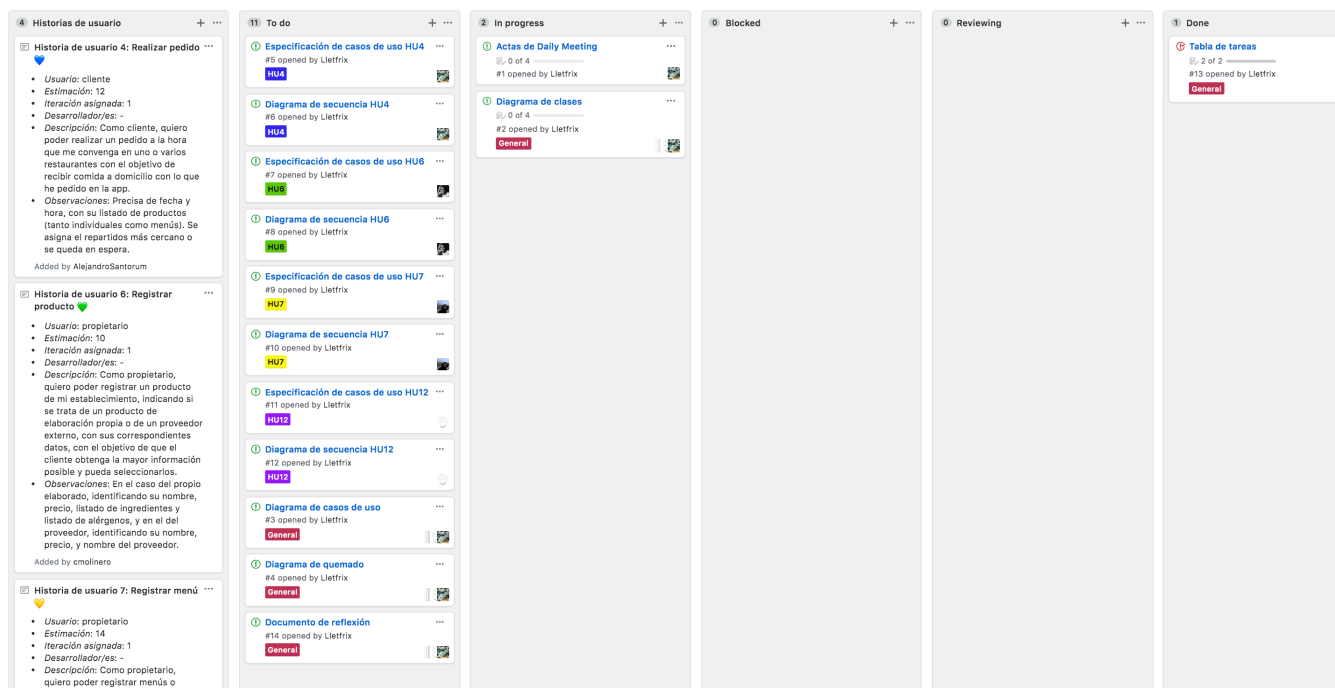 4 Historias de usuario
Historia de usuario 4: Realizar pedido
💙
• Usuario: cliente
• Estimación: 12
• Iteración asignada: 1
• Desarrollador/es: -
• Descripción: Como cliente, quiero
poder realizar un pedido a la hora
que me convenga en uno o varios
restaurantes con el objetivo de
recibir comida a domicilio con lo que
he pedido en la app.
• Observaciones: Precisa de fecha y
hora, con su listado de productos
(tanto individuales como menús). Se
asigna el repartidos más cercano o
se queda en espera.
Added by AlejandroSantorum
Historia de usuario 6: Registrar
producto 💚
• Usuario: propietario
• Estimación: 10
• Iteración asignada: 1
• Desarrollador/es: -
• Descripción: Como propietario,
quiero poder registrar un producto
de mi establecimiento, indicando si
se trata de un producto de
elaboración propia o de un proveedor
externo, con sus correspondientes
datos, con el objetivo de que el
cliente obtenga la mayor información
posible y pueda seleccionarlos.
• Observaciones: En el caso del propio
elaborado, identificando su nombre,
precio, listado de ingredientes y
listado de alérgenos, y en el del
proveedor, identificando su nombre,
precio, y nombre del proveedor.
Added by cmolinero
Historia de usuario 7: Registrar menú
💛
• Usuario: propietario
• Estimación: 14
• Iteración asignada: 1
• Desarrollador/es: -
• Descripción: Como propietario,
quiero poder registrar menús o
11 To do
Especificación de casos de uso HU4
#5 opened by Lletfrix
HU4
Diagrama de secuencia HU4
#6 opened by Lletfrix
HU4
Especificación de casos de uso HU6
#7 opened by Lletfrix
HU6
Diagrama de secuencia HU6
#8 opened by Lletfrix
HU6
Especificación de casos de uso HU7
#9 opened by Lletfrix
HU7
Diagrama de secuencia HU7
#10 opened by Lletfrix
HU7
Especificación de casos de uso HU12
#11 opened by Lletfrix
HU12
Diagrama de secuencia HU12
#12 opened by Lletfrix
HU12
Diagrama de casos de uso
#3 opened by Lletfrix
General
Diagrama de quemado
#4 opened by Lletfrix
General
Documento de reflexión
#14 opened by Lletfrix
General
2 In progress
Actas de Daily Meeting
0 of 4
#1 opened by Lletfrix
Diagrama de clases
0 of 4
#2 opened by Lletfrix
General
0 Blocked
0 Reviewing
1 Done
Tabla de tareas
2 of 2
#13 opened by Lletfrix
General